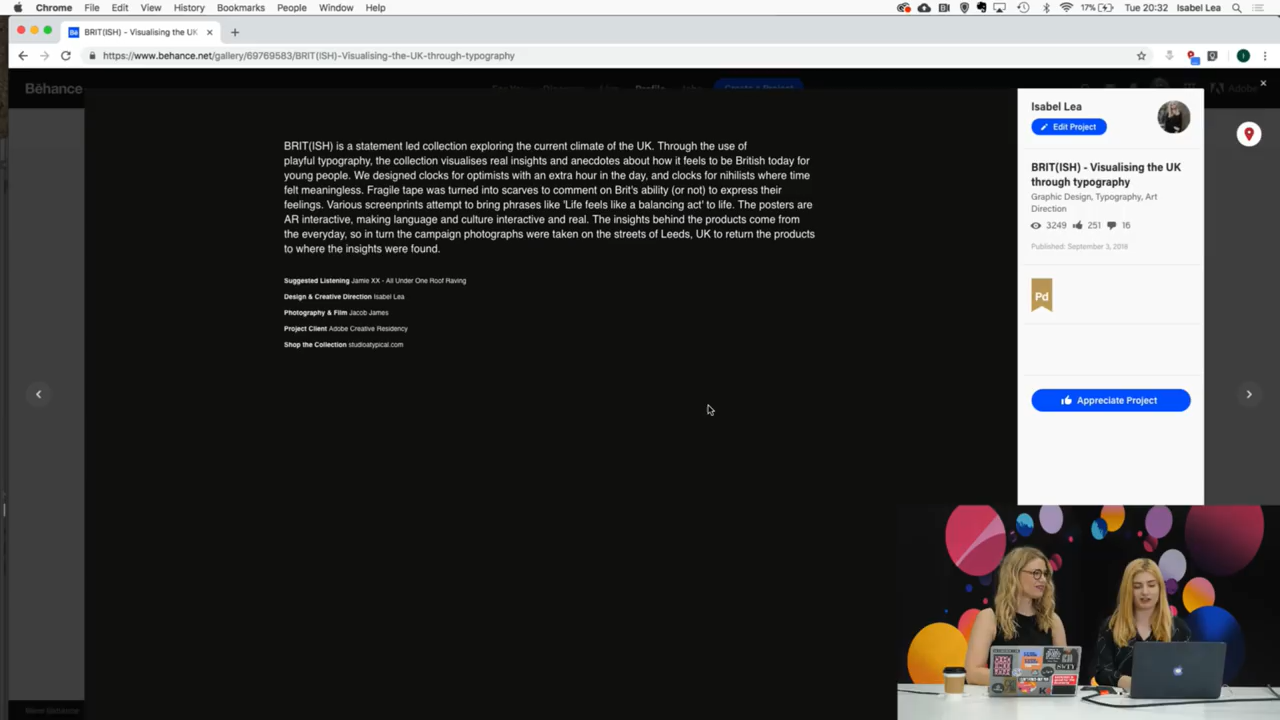 Chrome File Edit View History Bookmarks People Window Help
17% Tue 20:32 Isabel Lea
Bē BRIT(ISH) - Visualising the UK
https://www.behance.net/gallery/69769583/BRIT(ISH)-Visualising-the-UK-through-typography
Bēhance Profile Create a Project Adobe
BRIT(ISH) is a statement led collection exploring the current climate of the UK. Through the use of
playful typography, the collection visualises real insights and anecdotes about how it feels to be British today for
young people. We designed clocks for optimists with an extra hour in the day, and clocks for nihilists where time
felt meaningless. Fragile tape was turned into scarves to comment on Brit's ability (or not) to express their
feelings. Various screenprints attempt to bring phrases like 'Life feels like a balancing act' to life. The posters are
AR interactive, making language and culture interactive and real. The insights behind the products come from
the everyday, so in turn the campaign photographs were taken on the streets of Leeds, UK to return the products
to where the insights were found.
Suggested Listening Jamie XX - All Under One Roof Raving
Design & Creative Direction Isabel Lea
Photography & Film Jacob James
Project Client Adobe Creative Residency
Shop the Collection studioatypical.com
Isabel Lea
Edit Project
BRIT(ISH) - Visualising the UK
through typography
Graphic Design, Typography, Art
Direction
3249 251 16
Published: September 3, 2018
Pd
Appreciate Project
More Behance